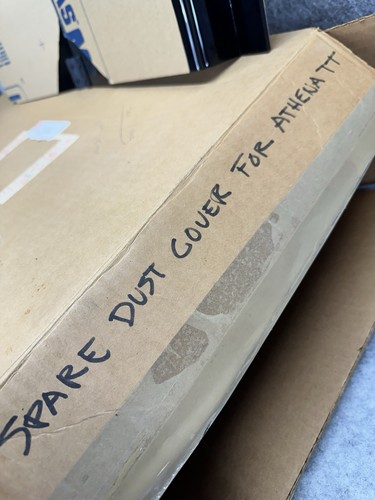 SPARE DUST COVER FOR ATHENA TT